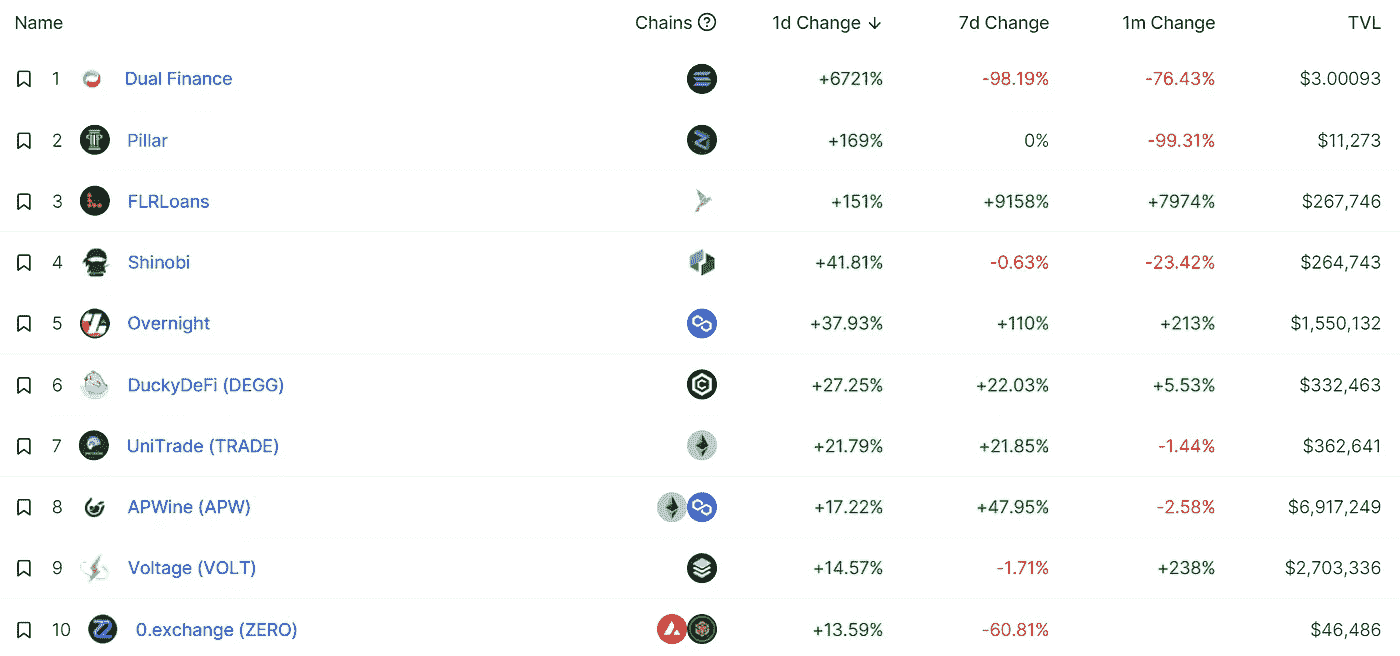 Name Chains ? 1d Change ↓ 7d Change 1m Change TVL
1 Dual Finance +6721% -98.19% -76.43% $3.00093
2 Pillar +169% 0% -99.31% $11,273
3 FLRLoans +151% +9158% +7974% $267,746
4 Shinobi +41.81% -0.63% -23.42% $264,743
5 Overnight +37.93% +110% +213% $1,550,132
6 DuckyDeFi (DEGG) +27.25% +22.03% +5.53% $332,463
7 UniTrade (TRADE) +21.79% +21.85% -1.44% $362,641
8 APWine (APW) +17.22% +47.95% -2.58% $6,917,249
9 Voltage (VOLT) +14.57% -1.71% +238% $2,703,336
10 0.exchange (ZERO) +13.59% -60.81% $46,486